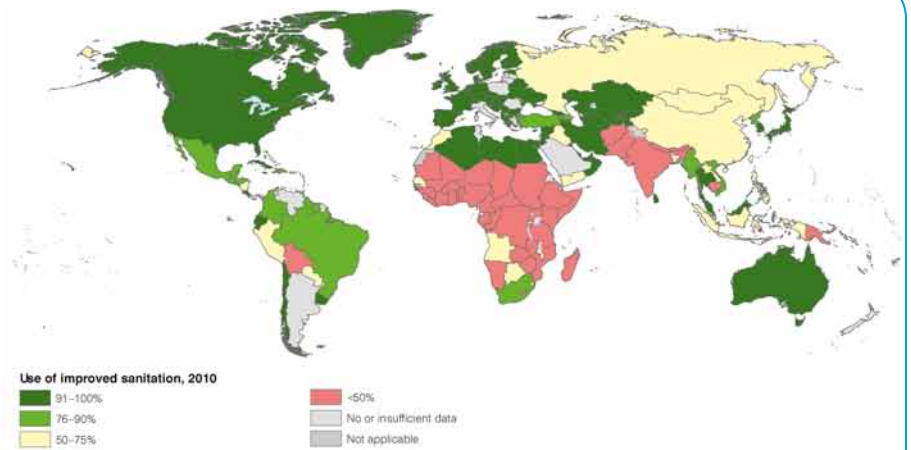 Use of improved sanitation, 2010
91–100%
76–90%
50–75%
<50%
No or insufficient data
Not applicable